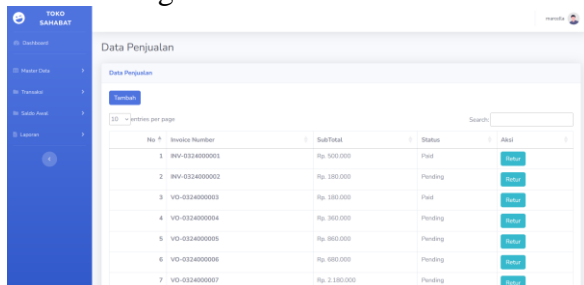 TOKO
SAHABAT
Dashboard
Master Data
Transaksi
Saldo Awal
Laporan
Data Penjualan
Data Penjualan
Tambah
10 entries per page
Search:
No Invoice Number SubTotal Status Aksi
1 INV-0324000001 Rp. 500.000 Paid Retur
2 INV-0324000002 Rp. 180.000 Pending Retur
3 VO-0324000003 Rp. 180.000 Paid Retur
4 VO-0324000004 Rp. 360.000 Pending Retur
5 VO-0324000005 Rp. 860.000 Pending Retur
6 VO-0324000006 Rp. 680.000 Pending Retur
7 VO-0324000007 Rp. 2.180.000 Pending Retur